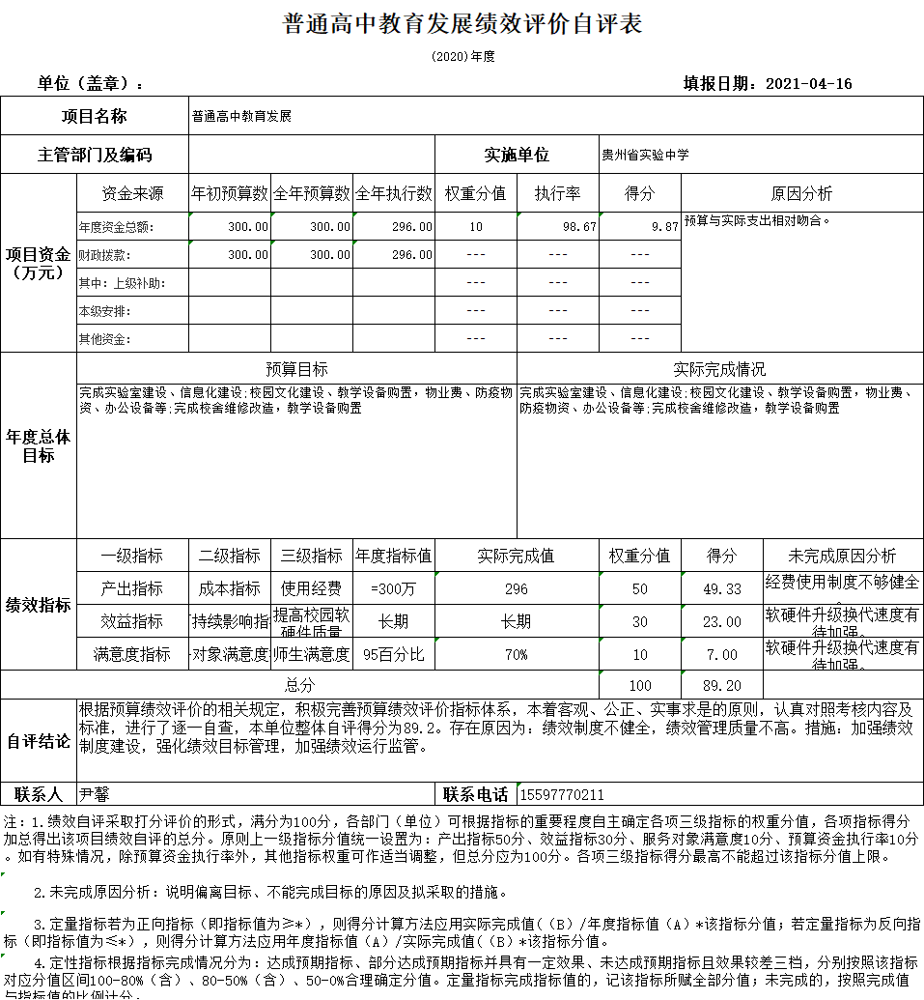 普通高中教育发展绩效评价自评表
(2020)年度
单位（盖章）： 填报日期：2021-04-16
项目名称 普通高中教育发展
主管部门及编码 实施单位 贵州省实验中学
项目资金（万元） 资金来源 年初预算数 全年预算数 全年执行数 权重分值 执行率 得分 原因分析
年度资金总额: 300.00 300.00 296.00 10 98.67 9.87 预算与实际支出相对吻合。
财政拨款: 300.00 300.00 296.00 --- --- ---
其中: 上级补助: --- --- ---
本级安排: --- --- ---
其他资金: --- --- ---
年度总体目标 预算目标 实际完成情况
完成实验室建设、信息化建设;校园文化建设、教学设备购置，物业费、防疫物
资、办公设备等;完成校舍维修改造，教学设备购置
完成实验室建设、信息化建设;校园文化建设、教学设备购置，物业费、
防疫物资、办公设备等;完成校舍维修改造，教学设备购置
绩效指标 一级指标 二级指标 三级指标 年度指标值 实际完成值 权重分值 得分 未完成原因分析
产出指标 成本指标 使用经费 =300万 296 50 49.33 经费使用制度不够健全。
效益指标 持续影响指 提高校园软硬件质量 长期 长期 30 23.00 软硬件升级换代速度有待加强。
满意度指标 对象满意度 师生满意度 95百分比 70% 10 7.00 软硬件升级换代速度有待加强。
总分 100 89.20
自评结论 根据预算绩效评价的相关规定，积极完善预算绩效评价指标体系，本着客观、公正、实事求是的原则，认真对照考核内容及
标准，进行了逐一自查，本单位整体自评得分为89.2。存在原因为：绩效制度不健全，绩效管理质量不高。措施：加强绩效
制度建设，强化绩效目标管理，加强绩效运行监管。
联系人 尹馨 联系电话 15597770211
注：1.绩效自评采取打分评价的形式，满分为100分，各部门（单位）可根据指标的重要程度自主确定各项三级指标的权重分值，各项指标得分
加总得出该项目绩效自评的总分。原则上一级指标分值统一设置为：产出指标50分、效益指标30分、服务对象满意度10分、预算资金执行率10分
。如有特殊情况，除预算资金执行率外，其他指标权重可作适当调整，但总分应为100分。各项三级指标得分最高不能超过该指标分值上限。
2.未完成原因分析：说明偏离目标、不能完成目标的原因及拟采取的措施。
3.定量指标若为正向指标（即指标值为≥*），则得分计算方法应用实际完成值(（B）/年度指标值（A）*该指标分值；若定量指标为反向指
标（即指标值为≤*），则得分计算方法应用年度指标值（A）/实际完成值(（B）*该指标分值。
4.定性指标根据指标完成情况分为：达成预期指标、部分达成预期指标并具有一定效果、未达成预期指标且效果较差三档，分别按照该指标
对应分值区间100-80%（含）、80-50%（含）、50-0%合理确定分值。定量指标完成指标值的，记该指标所赋全部分值；未完成的，按照完成值
与指标值的比例计分。